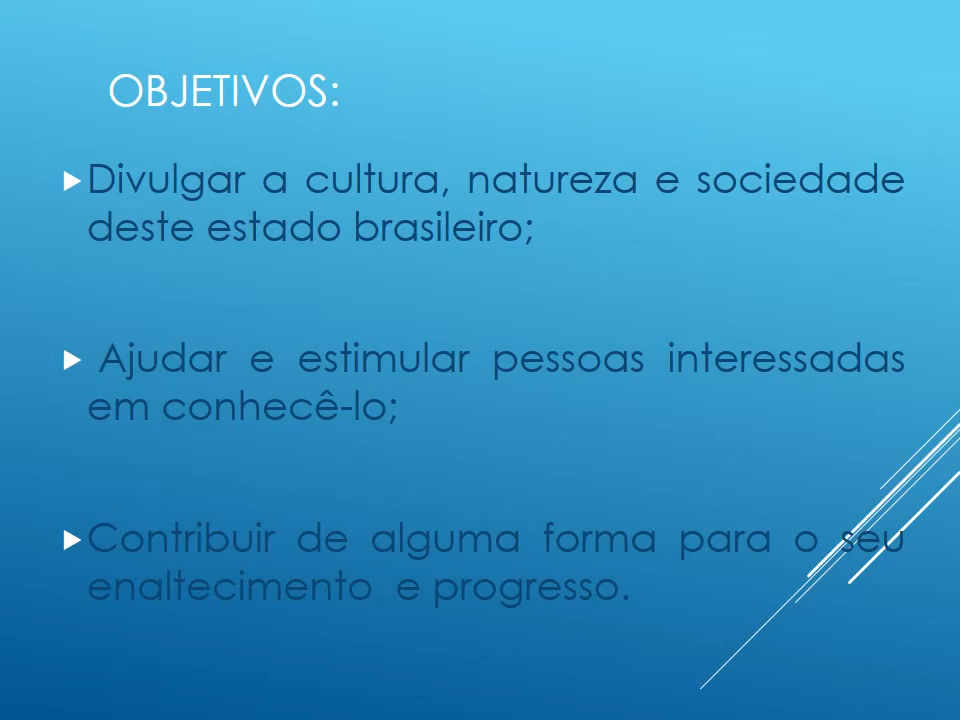 OBJETIVOS:
Divulgar a cultura, natureza e sociedade
deste estado brasileiro;
Ajudar e estimular pessoas interessadas
em conhecê-lo;
Contribuir de alguma forma para o seu
enaltecimento e progresso.